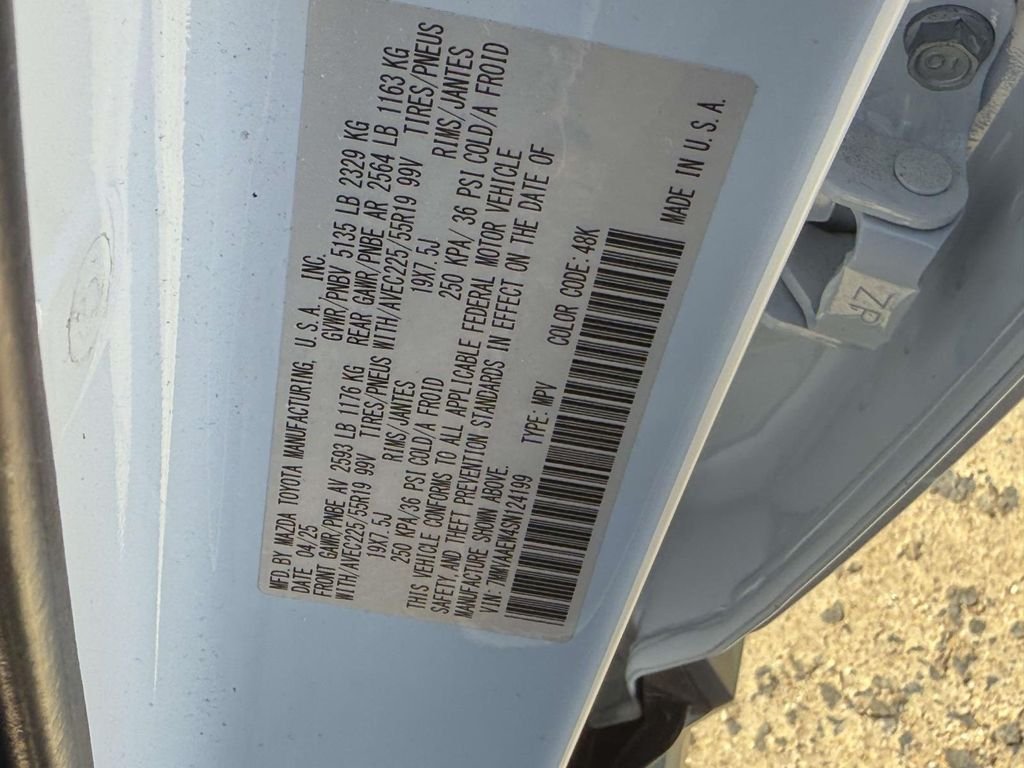 MFD BY MAZDA TOYOTA MANUFACTURING, U. S. A., INC.
DATE 04/25 GVWR/PNBV 5135 LB 2329 KG
FRONT GAWR/PNBE AV 2593 LB 1176 KG REAR GAWR/PNBE AR 2564 LB 1163 KG
WITH/AVEC225/55R19 99V TIRES/PNEUS WITH/AVEC225/55R19 99V TIRES/PNEUS
19X7. 5J RIMS/JANTES 19X7. 5J RIMS/JANTES
250 KPA/36 PSI COLD/A FROID 250 KPA/ 36 PSI COLD/A FROID
THIS VEHICLE CONFORMS TO ALL APPLICABLE FEDERAL MOTOR VEHICLE
SAFETY, AND THEFT PREVENTION STANDARDS IN EFFECT ON THE DATE OF
MANUFACTURE SHOWN ABOVE.
VIN: 7MMVAAEW4SN124199 TYPE: MPV COLOR CODE: 48K
MADE IN U. S. A.
ZP
9